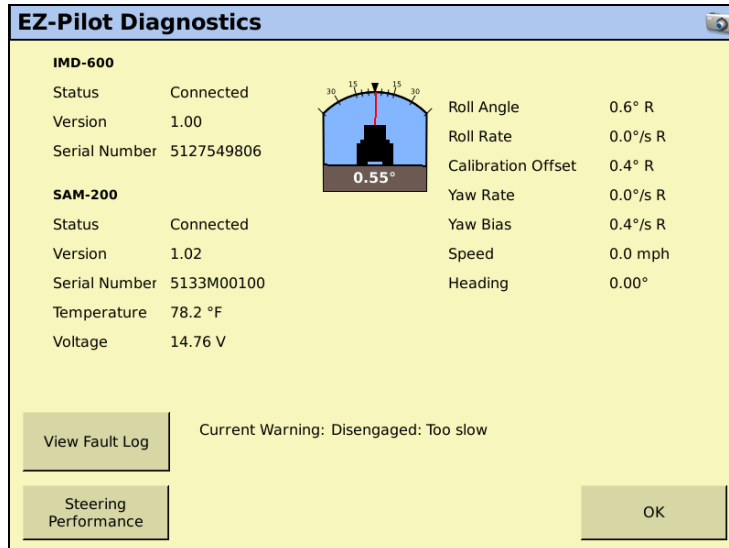 EZ-Pilot Diagnostics
IMD-600
Status Connected
Version 1.00
Serial Number 5127549806
SAM-200
Status Connected
Version 1.02
Serial Number 5133M00100
Temperature 78.2 °F
Voltage 14.76 V
30 15 15 30
0.55°
Roll Angle 0.6° R
Roll Rate 0.0°/s R
Calibration Offset 0.4° R
Yaw Rate 0.0°/s R
Yaw Bias 0.4°/s R
Speed 0.0 mph
Heading 0.00°
View Fault Log
Current Warning: Disengaged: Too slow
Steering
Performance
OK